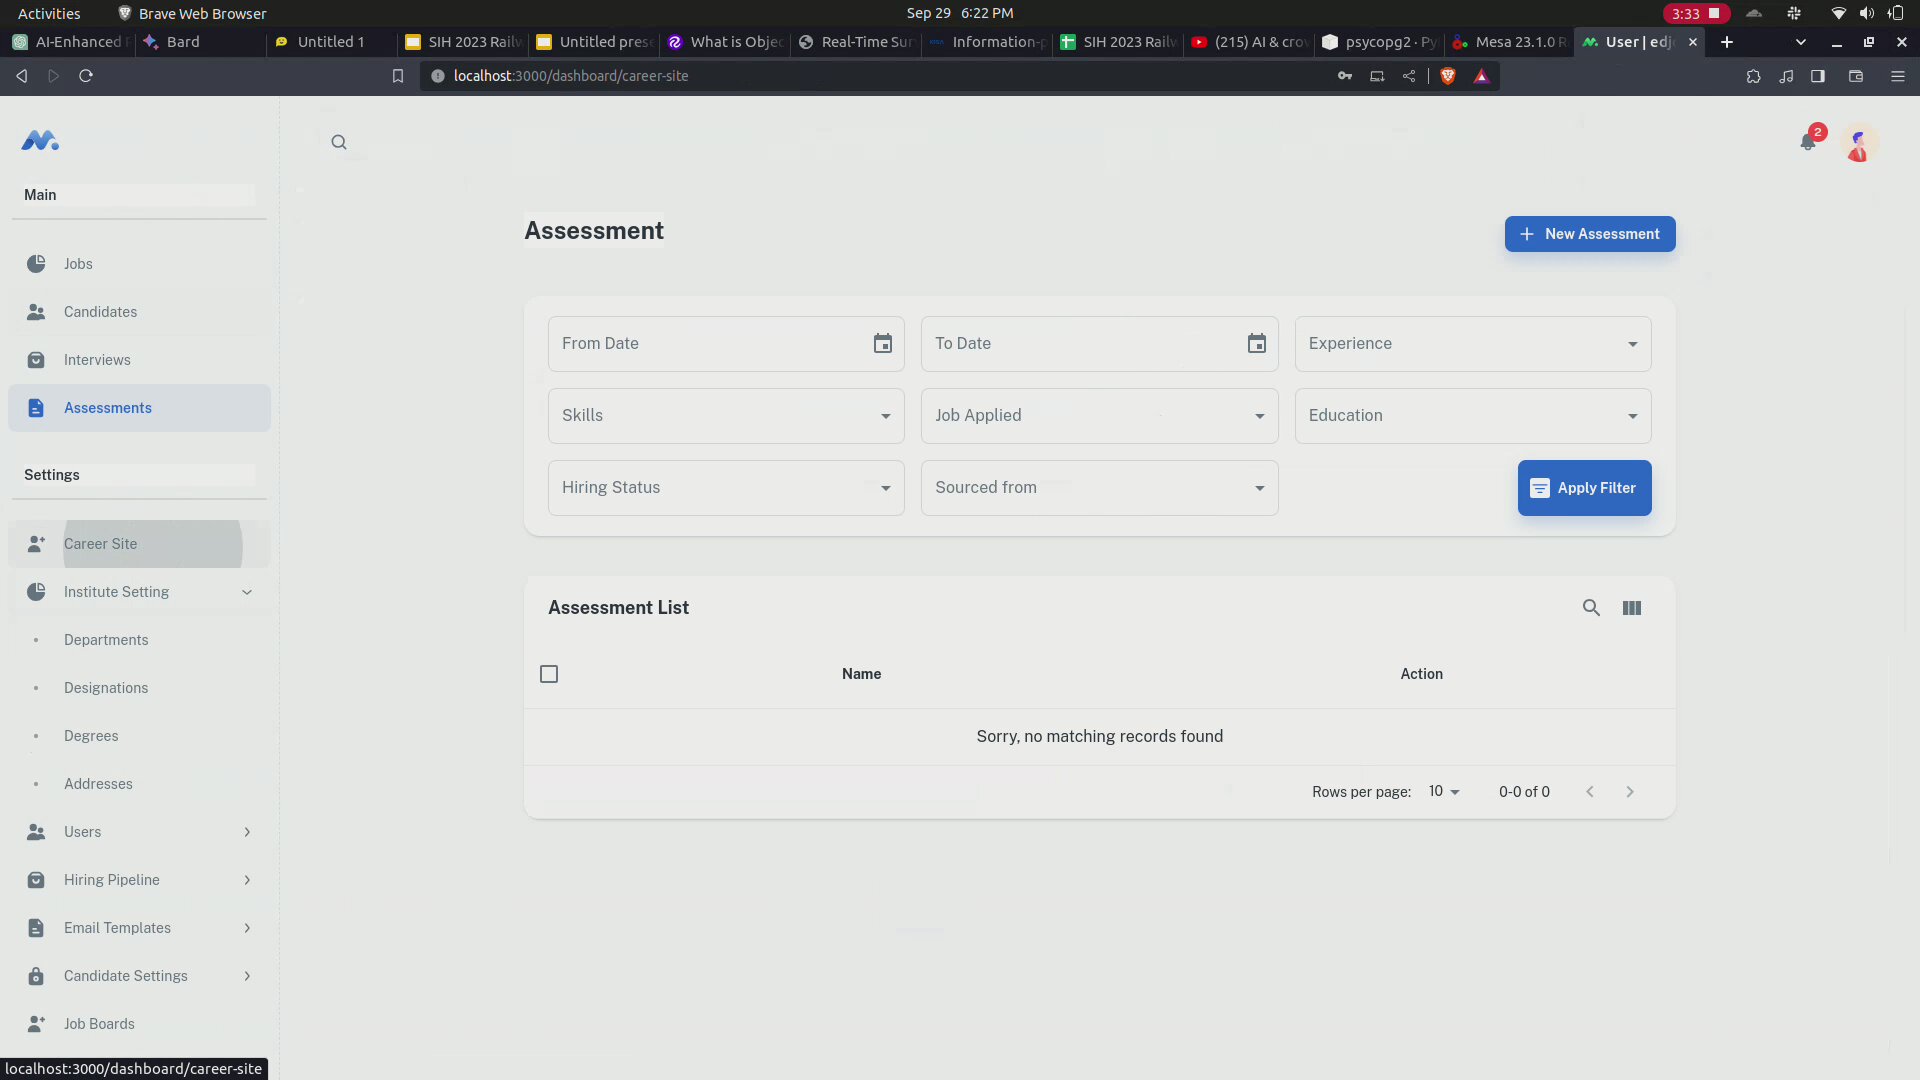 Activities
Brave Web Browser
Sep 29 6:22 PM
3:33
AI-Enhanced
Bard
Untitled 1
SIH 2023 Railw
Untitled prese
What is Objec
Real-Time Sur
Information-p
SIH 2023 Railw
(215) AI & crow
psycopg2 · Py
Mesa 23.1.0 R
User | edjo
localhost:3000/dashboard/career-site
2
Main
Jobs
Candidates
Interviews
Assessments
Settings
Career Site
Institute Setting
Departments
Designations
Degrees
Addresses
Users
Hiring Pipeline
Email Templates
Candidate Settings
Job Boards
Assessment
New Assessment
From Date
To Date
Experience
Skills
Job Applied
Education
Hiring Status
Sourced from
Apply Filter
Assessment List
Name
Action
Sorry, no matching records found
Rows per page: 10
0-0 of 0
localhost:3000/dashboard/career-site